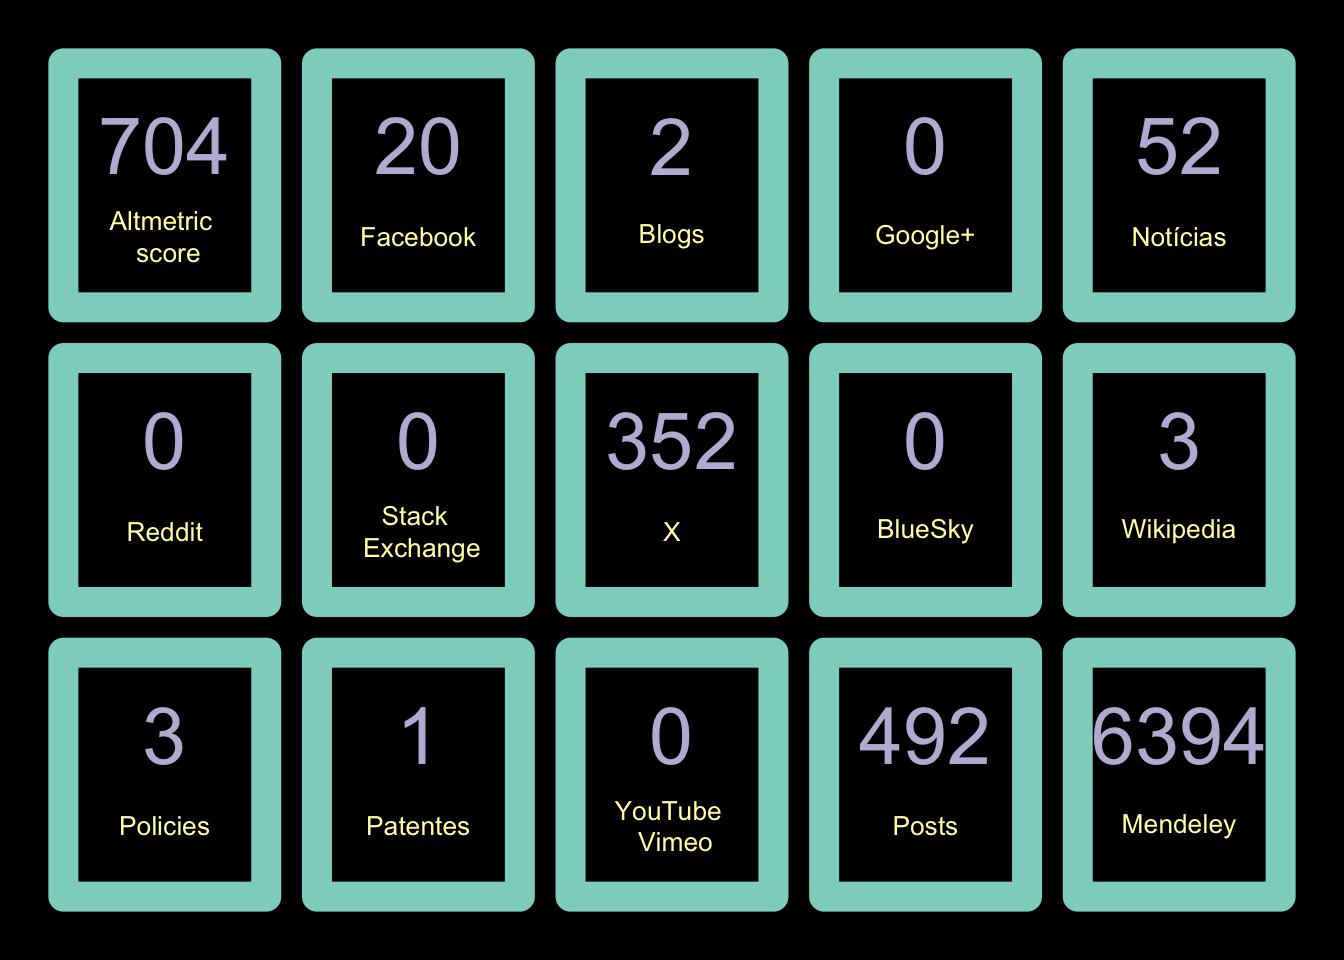 704
Altmetric
score
20
Facebook
2
Blogs
0
Google+
52
Notícias
0
Reddit
0
Stack
Exchange
352
X
0
BlueSky
3
Wikipedia
3
Policies
1
Patentes
0
YouTube
Vimeo
492
Posts
6394
Mendeley